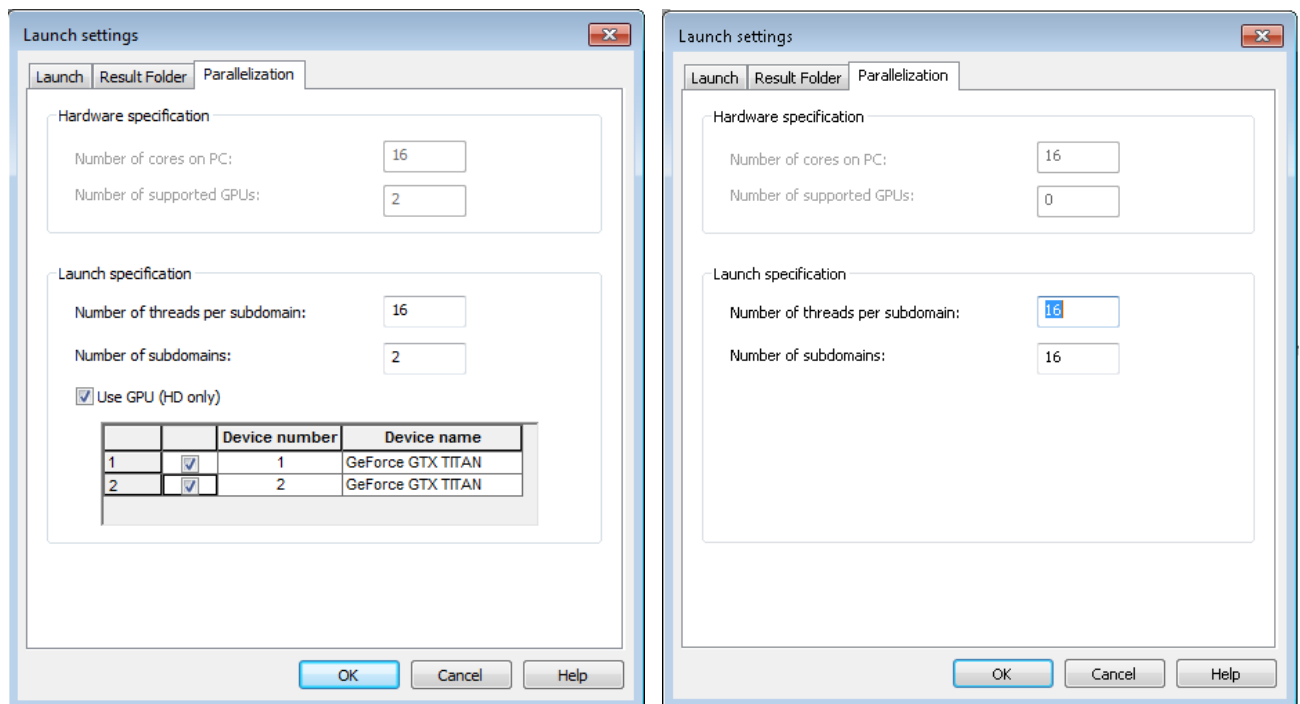 Launch settings
Launch Result Folder Parallelization
Hardware specification
Number of cores on PC: 16
Number of supported GPUs: 2
Launch specification
Number of threads per subdomain: 16
Number of subdomains: 2
Use GPU (HD only)
Device number Device name
1 1 GeForce GTX TITAN
2 2 GeForce GTX TITAN
OK Cancel Help
Launch settings
Launch Result Folder Parallelization
Hardware specification
Number of cores on PC: 16
Number of supported GPUs: 0
Launch specification
Number of threads per subdomain: 16
Number of subdomains: 16
OK Cancel Help